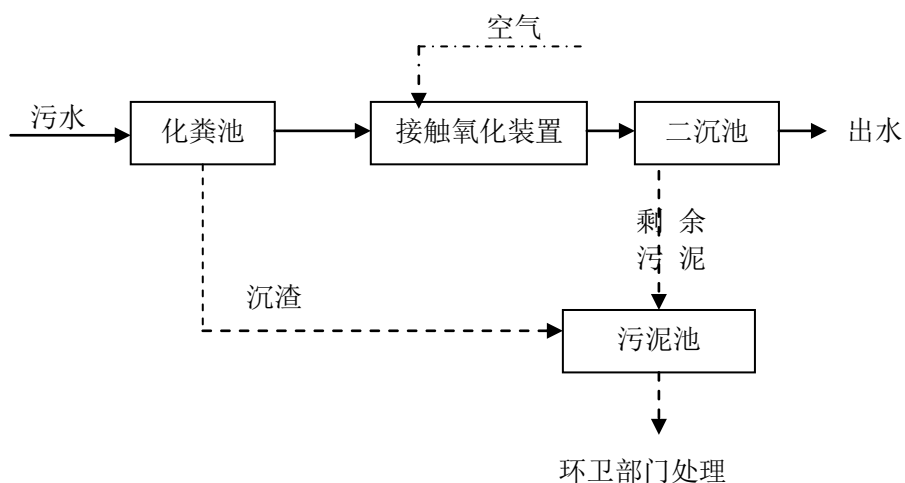 空气
污水
化粪池
接触氧化装置
二沉池
出水
剩余
污泥
沉渣
污泥池
环卫部门处理